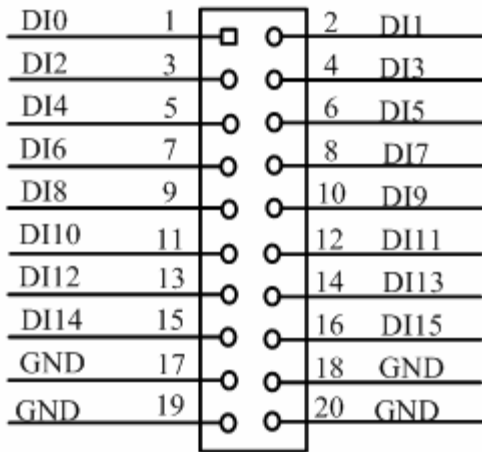 DI0 1 2 DI1
DI2 3 4 DI3
DI4 5 6 DI5
DI6 7 8 DI7
DI8 9 10 DI9
DI10 11 12 DI11
DI12 13 14 DI13
DI14 15 16 DI15
GND 17 18 GND
GND 19 20 GND